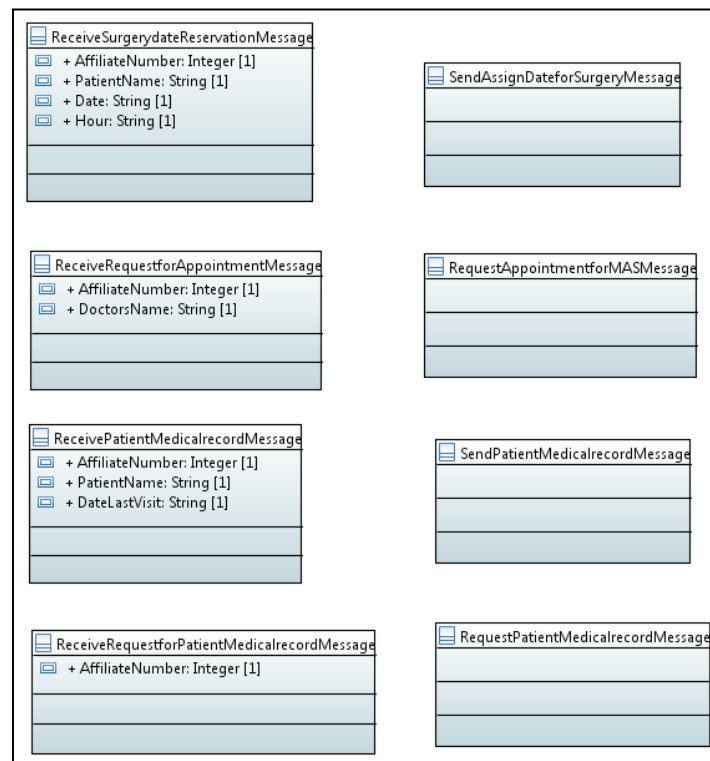 ReceiveSurgerydateReservationMessage
+ AffiliateNumber: Integer [1]
+ PatientName: String [1]
+ Date: String [1]
+ Hour: String [1]
SendAssignDateforSurgeryMessage
ReceiveRequestforAppointmentMessage
+ AffiliateNumber: Integer [1]
+ DoctorsName: String [1]
RequestAppointmentforMASMessage
ReceivePatientMedicalrecordMessage
+ AffiliateNumber: Integer [1]
+ PatientName: String [1]
+ DateLastVisit: String [1]
SendPatientMedicalrecordMessage
ReceiveRequestforPatientMedicalrecordMessage
+ AffiliateNumber: Integer [1]
RequestPatientMedicalrecordMessage